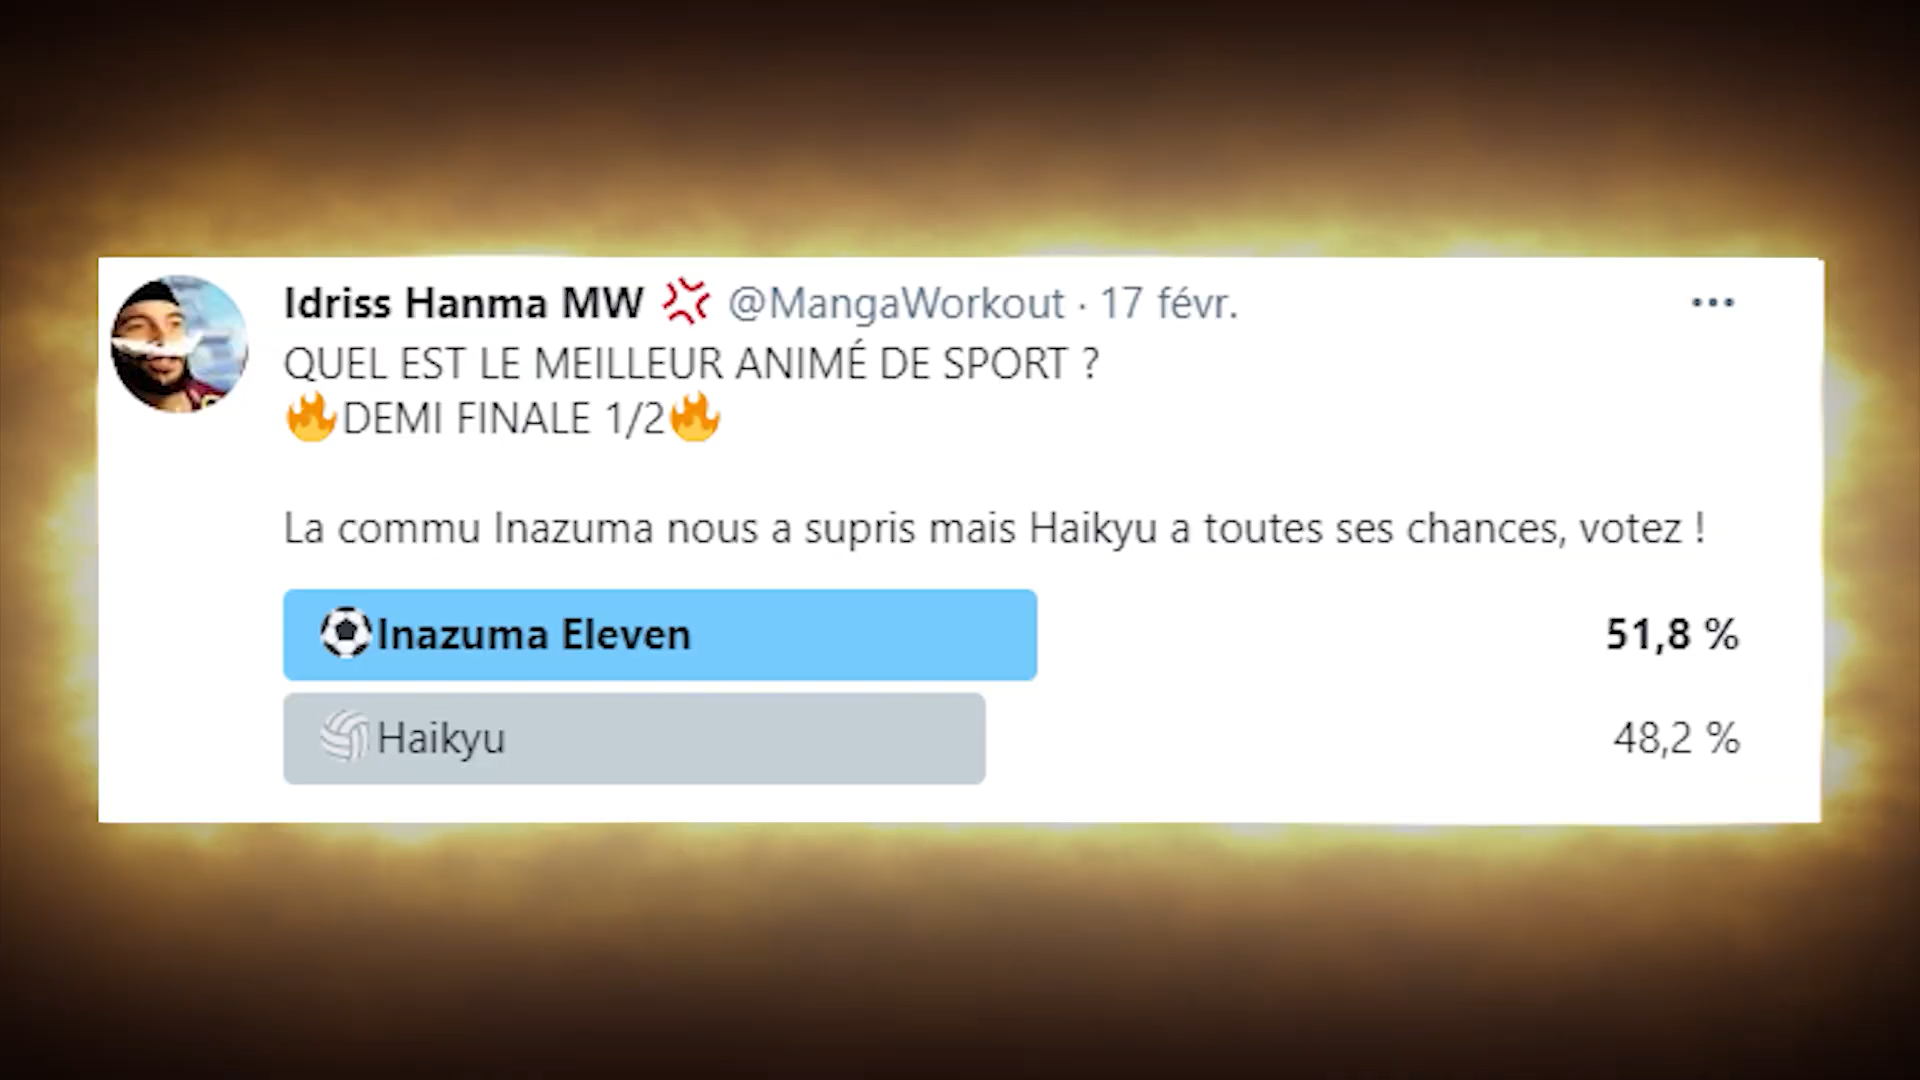 Idriss Hanma MW 💢 @MangaWorkout · 17 févr.
QUEL EST LE MEILLEUR ANIMÉ DE SPORT ?
🔥DEMI FINALE 1/2🔥
La commu Inazuma nous a supris mais Haikyu a toutes ses chances, votez !
⚽Inazuma Eleven 51,8 %
🏐Haikyu 48,2 %